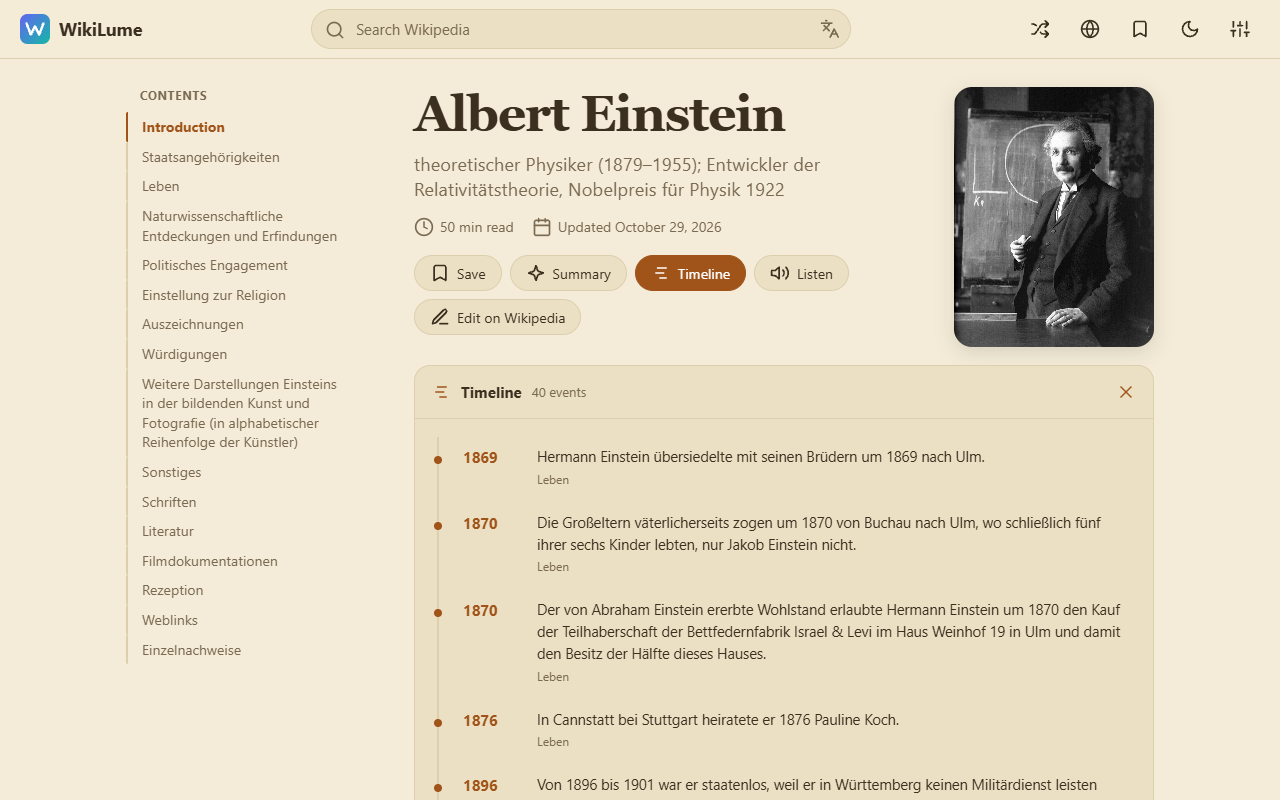 WikiLume
Search Wikipedia
CONTENTS
Introduction
Staatsangehörigkeiten
Leben
Naturwissenschaftliche
Entdeckungen und Erfindungen
Politisches Engagement
Einstellung zur Religion
Auszeichnungen
Würdigungen
Weitere Darstellungen Einsteins
in der bildenden Kunst und
Fotografie (in alphabetischer
Reihenfolge der Künstler)
Sonstiges
Schriften
Literatur
Filmdokumentationen
Rezeption
Weblinks
Einzelnachweise
Albert Einstein
theoretischer Physiker (1879–1955); Entwickler der
Relativitätstheorie, Nobelpreis für Physik 1922
50 min read
Updated October 29, 2026
Save
Summary
Timeline
Listen
Edit on Wikipedia
Timeline 40 events
1869 Hermann Einstein übersiedelte mit seinen Brüdern um 1869 nach Ulm.
Leben
1870 Die Großeltern väterlicherseits zogen um 1870 von Buchau nach Ulm, wo schließlich fünf
ihrer sechs Kinder lebten, nur Jakob Einstein nicht.
Leben
1870 Der von Abraham Einstein ererbte Wohlstand erlaubte Hermann Einstein um 1870 den Kauf
der Teilhaberschaft der Bettfedernfabrik Israel & Levi im Haus Weinhof 19 in Ulm und damit
den Besitz der Hälfte dieses Hauses.
Leben
1876 In Cannstatt bei Stuttgart heiratete er 1876 Pauline Koch.
Leben
1896 Von 1896 bis 1901 war er staatenlos, weil er in Württemberg keinen Militärdienst leisten